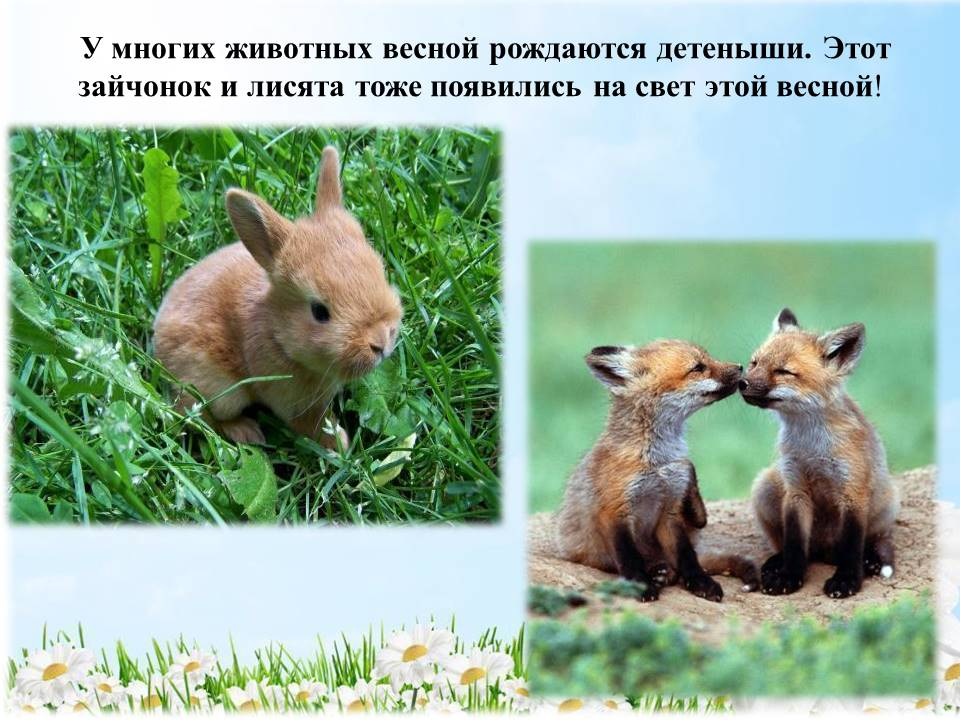 У многих животных весной рождаются детеныши. Этот
зайчонок и лисята тоже появились на свет этой весной!